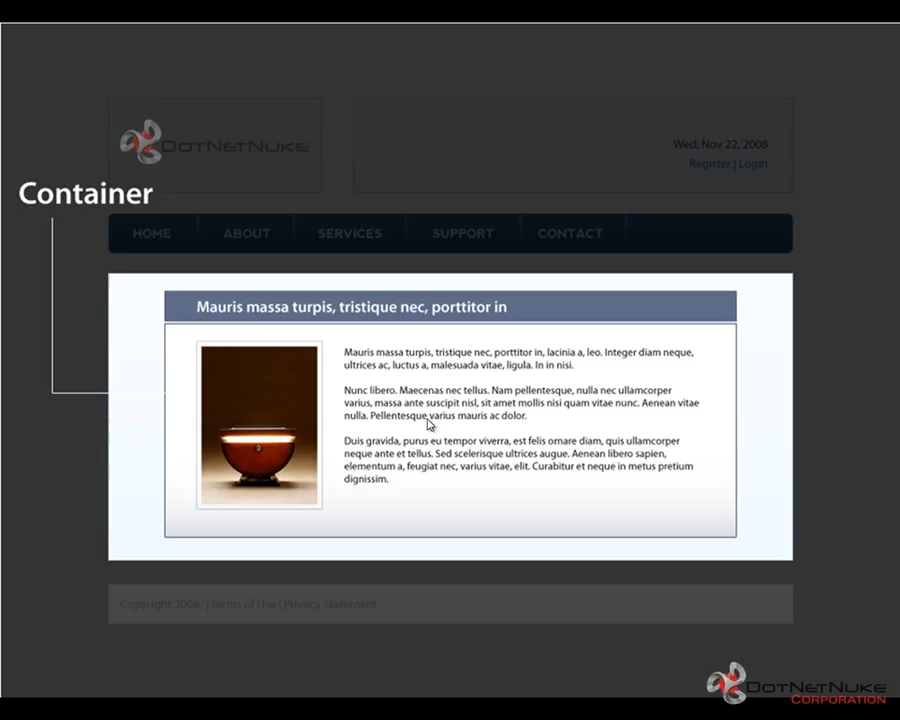 DotNetNuke
Wed, Nov 22, 2008
Register | Login
Container
HOME
ABOUT
SERVICES
SUPPORT
CONTACT
Mauris massa turpis, tristique nec, porttitor in
Mauris massa turpis, tristique nec, porttitor in, lacinia a, leo. Integer diam neque,
ultrices ac, luctus a, malesuada vitae, ligula. In in nisi.
Nunc libero. Maecenas nec tellus. Nam pellentesque, nulla nec ullamcorper
varius, massa ante suscipit nisl, sit amet mollis nisi quam vitae nunc. Aenean vitae
nulla. Pellentesque varius mauris ac dolor.
Duis gravida, purus eu tempor viverra, est felis ornare diam, quis ullamcorper
neque ante et tellus. Sed scelerisque ultrices augue. Aenean libero sapien,
elementum a, feugiat nec, varius vitae, elit. Curabitur et neque in metus pretium
dignissim.
Copyright 2008. | Terms of Use | Privacy Statement
DotNetNuke
Corporation